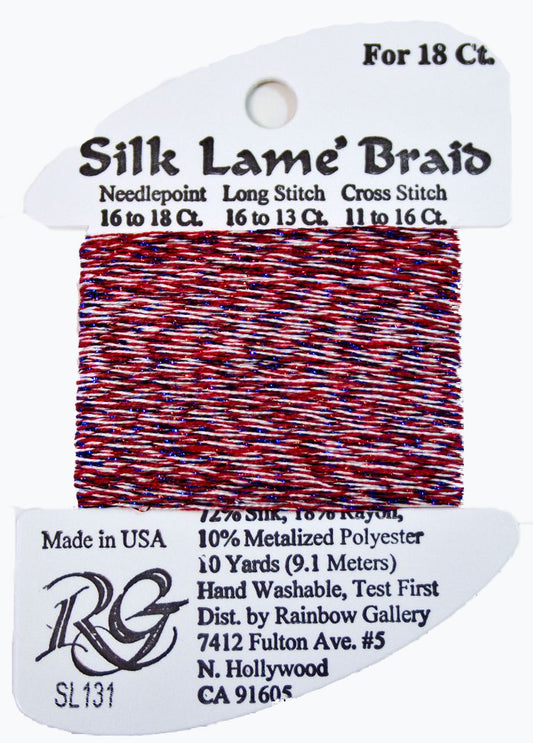 For 18 Ct.
Silk Lame' Braid
Needlepoint Long Stitch Cross Stitch
16 to 18 Ct. 16 to 13 Ct. 11 to 16 Ct.
72% Silk, 18% Rayon,
Made in USA
10% Metalized Polyester
10 Yards (9.1 Meters)
Hand Washable, Test First
Dist. by Rainbow Gallery
7412 Fulton Ave. #5
N. Hollywood
CA 91605
RG
SL131